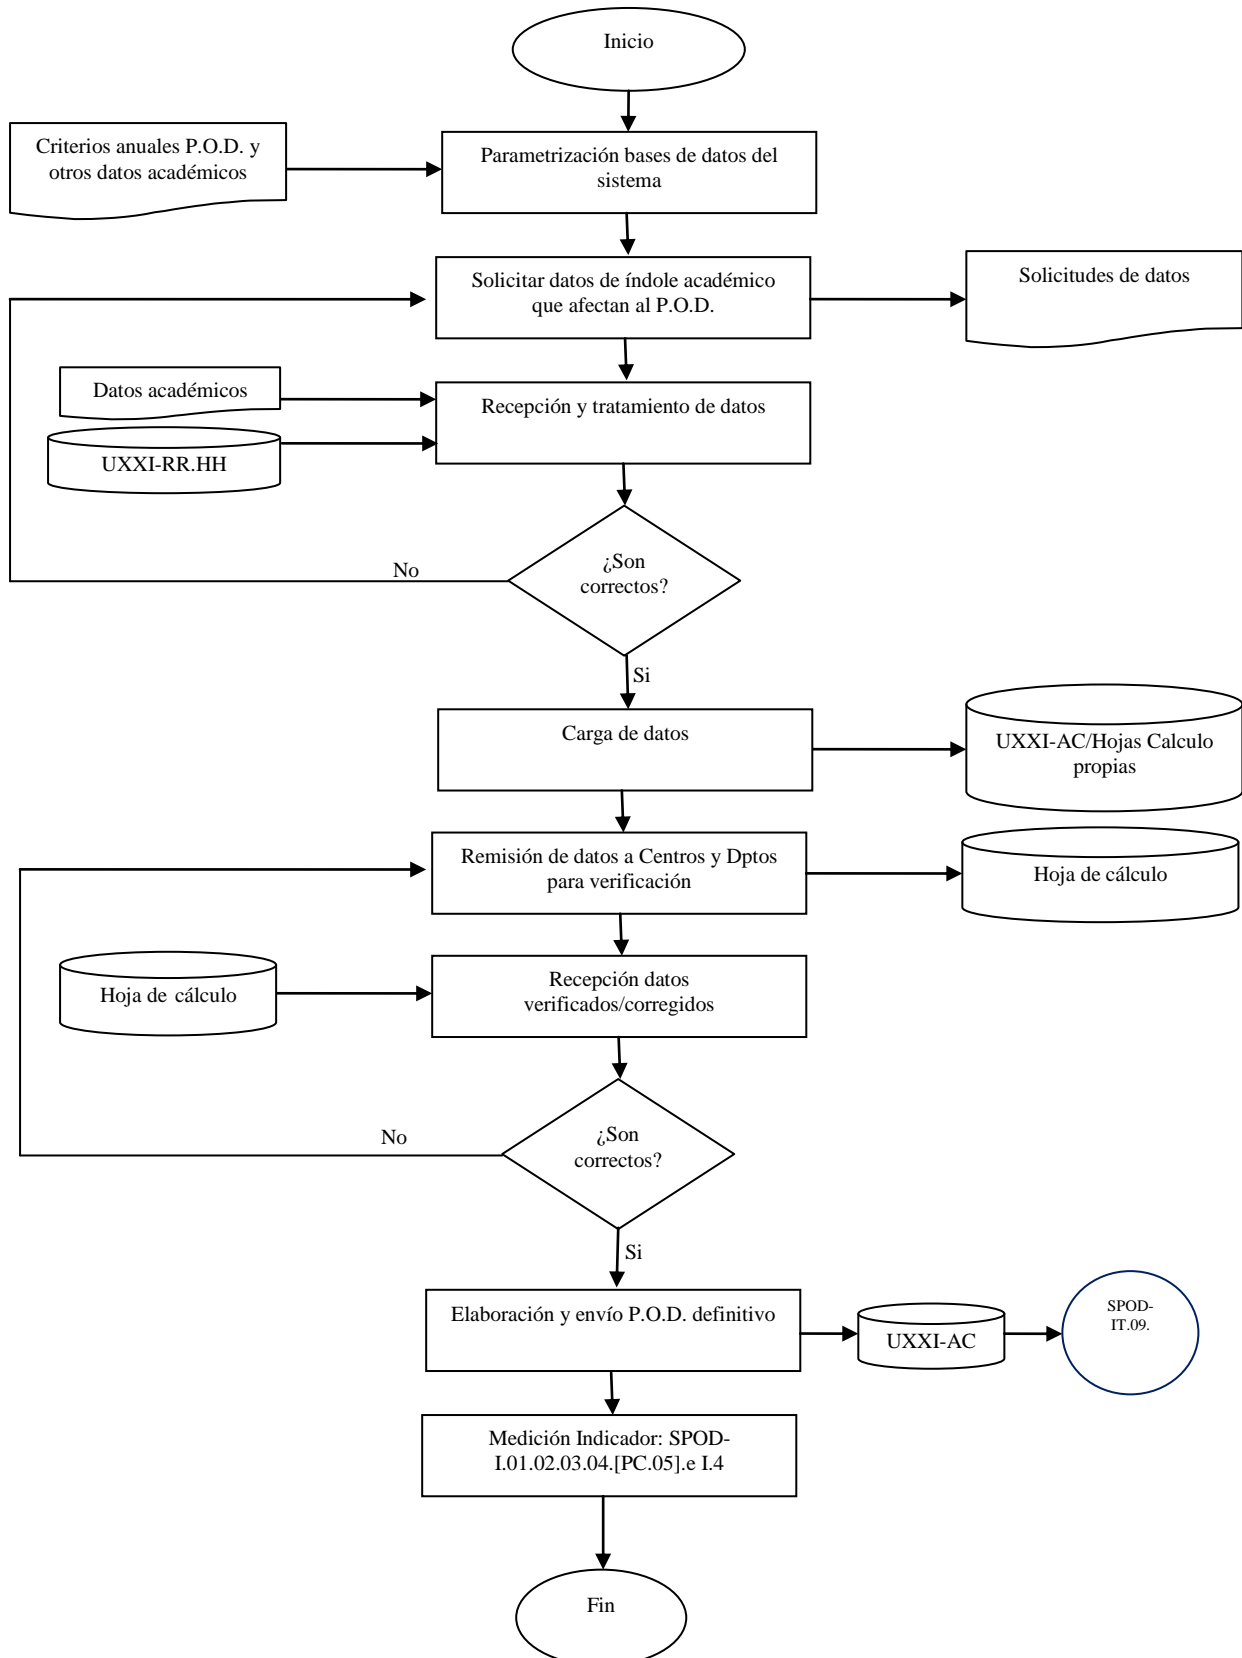 Inicio
Criterios anuales P.O.D. y
otros datos académicos
Parametrización bases de datos del
sistema
Solicitar datos de índole académico
que afectan al P.O.D.
Solicitudes de datos
Datos académicos
Recepción y tratamiento de datos
UXXI-RR.HH
¿Son
correctos?
No
Si
Carga de datos
UXXI-AC/Hojas Calculo
propias
Remisión de datos a Centros y Dptos
para verificación
Hoja de cálculo
Hoja de cálculo
Recepción datos
verificados/corregidos
¿Son
correctos?
No
Si
Elaboración y envío P.O.D. definitivo
UXXI-AC
SPOD-
IT.09.
Medición Indicador: SPOD-
I.01.02.03.04.[PC.05].e I.4
Fin